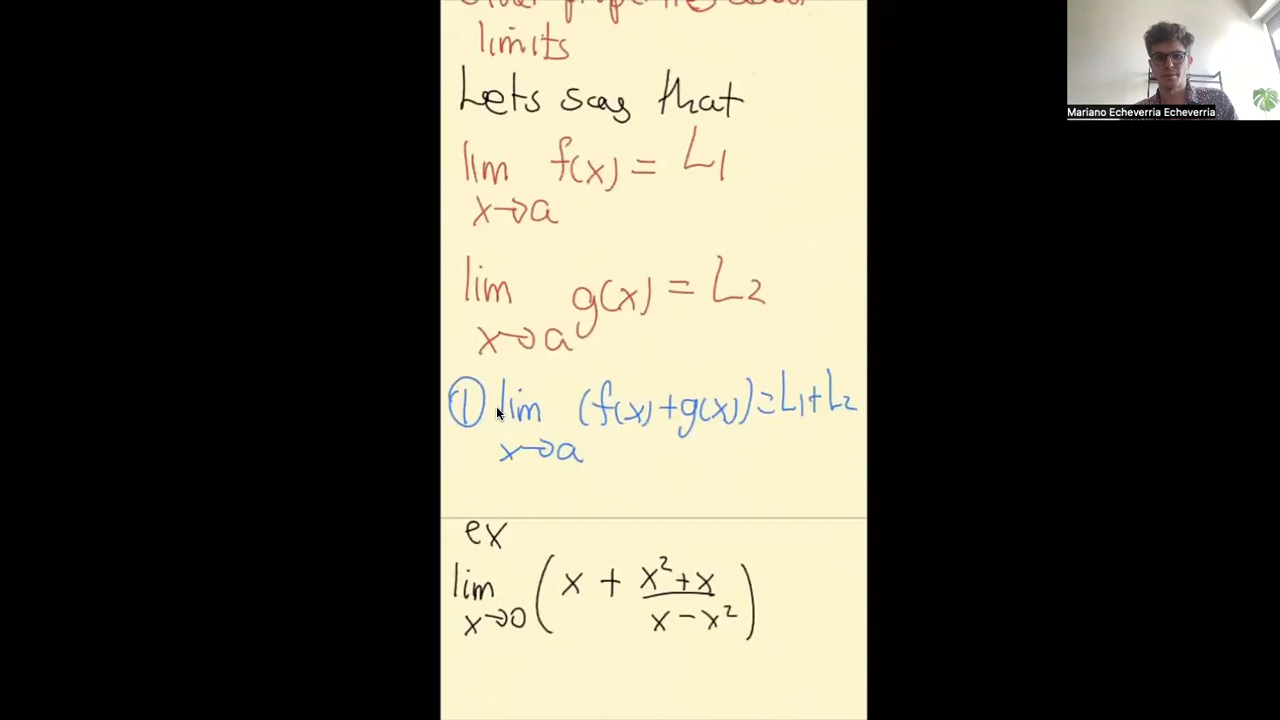 limits
Lets say that
lim f(x) = L1
x→a
lim g(x) = L2
x→a
① lim (f(x)+g(x))=L1+L2
x→a
ex
lim (x + x²+x
x→0 x-x²)
Mariano Echeverria Echeverria